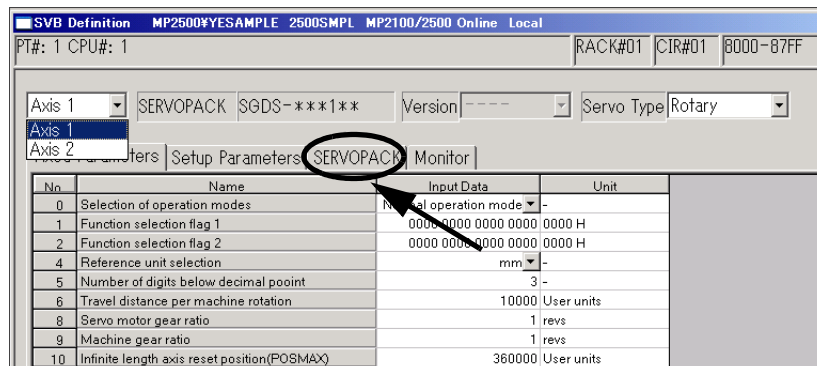 SVB Definition MP2500¥YESAMPLE 2500SMPL MP2100/2500 Online Local
PT#: 1 CPU#: 1 RACK#01 CIR#01 8000-87FF
Axis 1 SERVOPACK SGDS-***1** Version ---- Servo Type Rotary
Axis 1
Axis 2
Parameters Setup Parameters SERVOPACK Monitor
No. Name Input Data Unit
0 Selection of operation modes Normal operation mode -
1 Function selection flag 1 0000 0000 0000 0000 0000 H
2 Function selection flag 2 0000 0000 0000 0000 0000 H
4 Reference unit selection mm -
5 Number of digits below decimal pooint 3 -
6 Travel distance per machine rotation 10000 User units
8 Servo motor gear ratio 1 revs
9 Machine gear ratio 1 revs
10 Infinite length axis reset position(POSMAX) 360000 User units